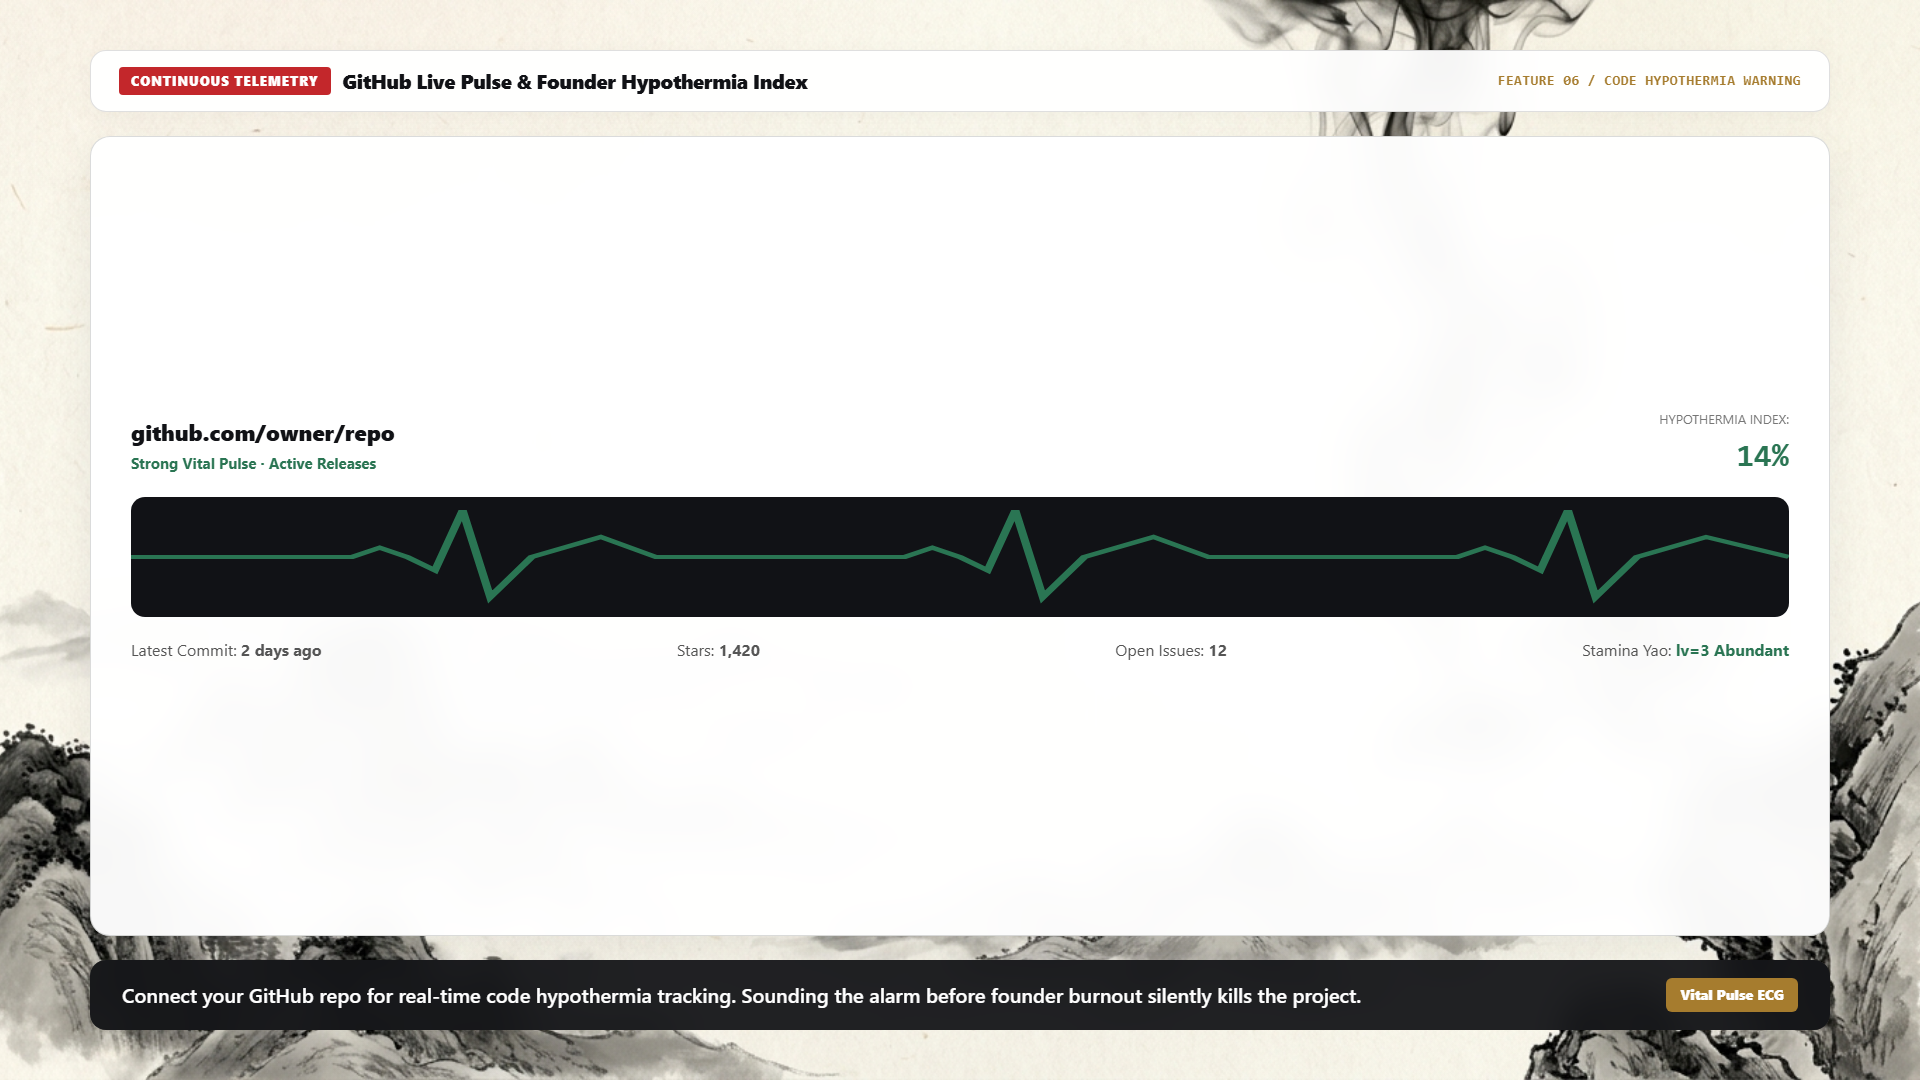 CONTINUOUS TELEMETRY GitHub Live Pulse & Founder Hypothermia Index
FEATURE 06 / CODE HYPOTHERMIA WARNING
github.com/owner/repo
Strong Vital Pulse · Active Releases
HYPOTHERMIA INDEX:
14%
Latest Commit: 2 days ago
Stars: 1,420
Open Issues: 12
Stamina Yao: lv=3 Abundant
Connect your GitHub repo for real-time code hypothermia tracking. Sounding the alarm before founder burnout silently kills the project.
Vital Pulse ECG